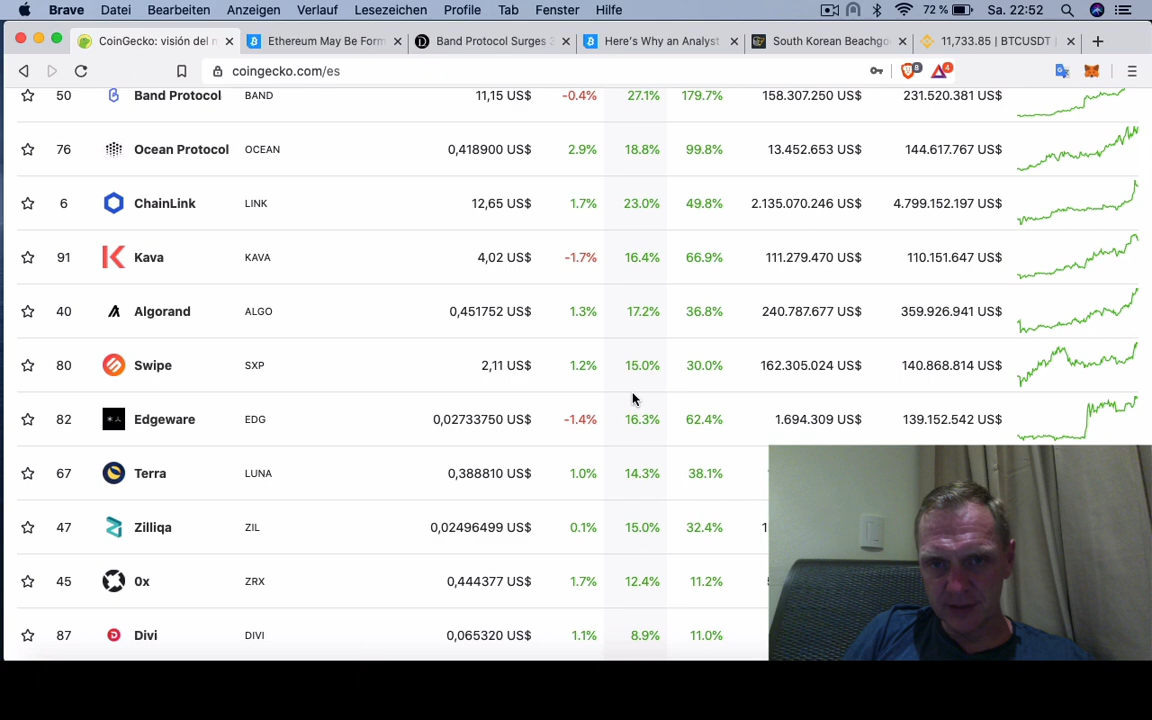 Brave Datei Bearbeiten Anzeigen Verlauf Lesezeichen Profile Tab Fenster Hilfe 72 % Sa. 22:52
CoinGecko: visión del Ethereum May Be Form Band Protocol Surges Here's Why an Analyst South Korean Beachgo 11,733.85 | BTCUSDT |
coingecko.com/es 8 4
50 Band Protocol BAND 11,15 US$ -0.4% 27.1% 179.7% 158.307.250 US$ 231.520.381 US$
76 Ocean Protocol OCEAN 0,418900 US$ 2.9% 18.8% 99.8% 13.452.653 US$ 144.617.767 US$
6 ChainLink LINK 12,65 US$ 1.7% 23.0% 49.8% 2.135.070.246 US$ 4.799.152.197 US$
91 Kava KAVA 4,02 US$ -1.7% 16.4% 66.9% 111.279.470 US$ 110.151.647 US$
40 Algorand ALGO 0,451752 US$ 1.3% 17.2% 36.8% 240.787.677 US$ 359.926.941 US$
80 Swipe SXP 2,11 US$ 1.2% 15.0% 30.0% 162.305.024 US$ 140.868.814 US$
82 Edgeware EDG 0,02733750 US$ -1.4% 16.3% 62.4% 1.694.309 US$ 139.152.542 US$
67 Terra LUNA 0,388810 US$ 1.0% 14.3% 38.1%
47 Zilliqa ZIL 0,02496499 US$ 0.1% 15.0% 32.4% 1
45 0x ZRX 0,444377 US$ 1.7% 12.4% 11.2%
87 Divi DIVI 0,065320 US$ 1.1% 8.9% 11.0%